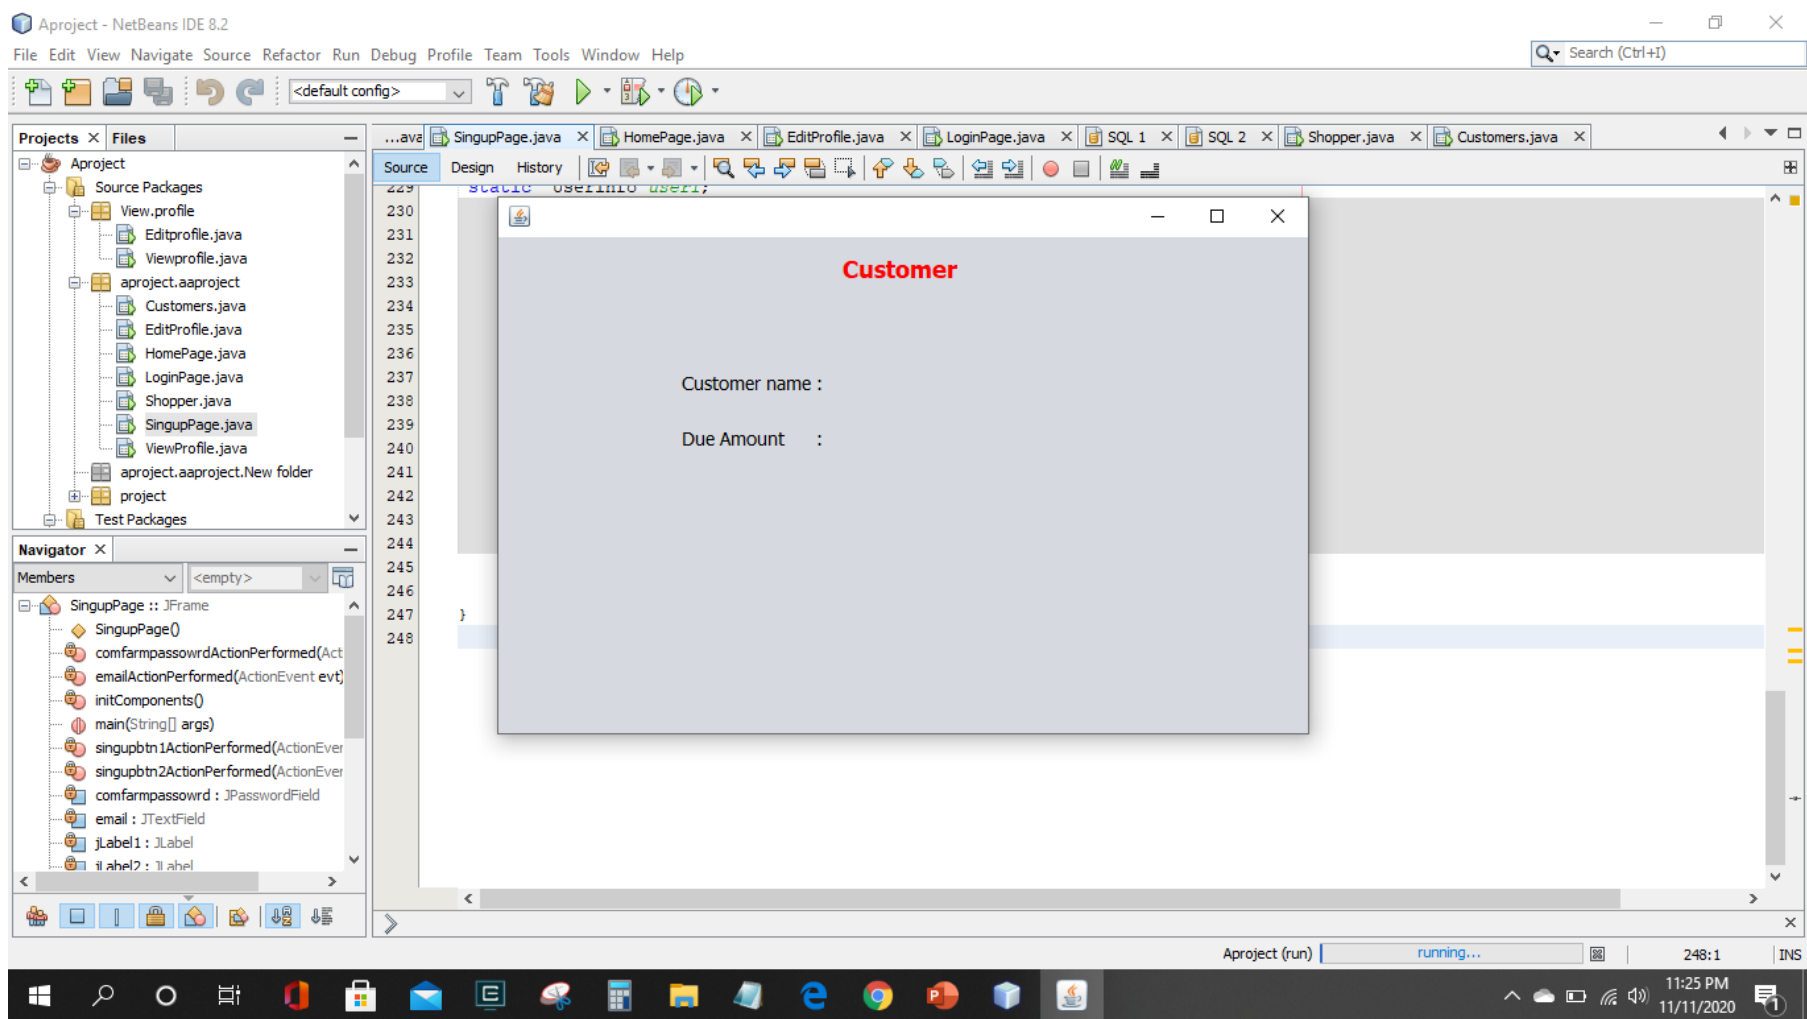 Aproject - NetBeans IDE 8.2
File Edit View Navigate Source Refactor Run Debug Profile Team Tools Window Help
Search (Ctrl+I)
<default config>
Projects Files
...ava SingupPage.java HomePage.java EditProfile.java LoginPage.java SQL 1 SQL 2 Shopper.java Customers.java
Source Design History
Aproject
Source Packages
View.profile
Editprofile.java
Viewprofile.java
aproject.aaproject
Customers.java
EditProfile.java
HomePage.java
LoginPage.java
Shopper.java
SingupPage.java
ViewProfile.java
aproject.aaproject.New folder
project
Test Packages
Navigator
Members <empty>
SingupPage :: JFrame
SingupPage()
comfarmpassowrdActionPerformed(Act
emailActionPerformed(ActionEvent evt)
initComponents()
main(String[] args)
singupbtn1ActionPerformed(ActionEver
singupbtn2ActionPerformed(ActionEver
comfarmpassowrd : JPasswordField
email : JTextField
jLabel1 : JLabel
jLabel2 : JLabel
229 static UserInfo user1;
230
231
232
233
234
235
236
237
238
239
240
241
242
243
244
245
246
247 }
248
Customer
Customer name :
Due Amount :
Aproject (run) running... 248:1 INS
11:25 PM
11/11/2020
1